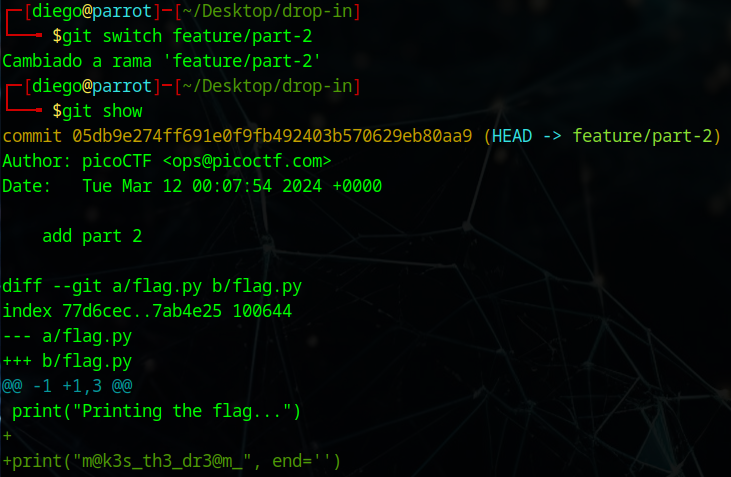 ┌─[diego@parrot]─[~/Desktop/drop-in]
└──╼ $git switch feature/part-2
Cambiado a rama 'feature/part-2'
┌─[diego@parrot]─[~/Desktop/drop-in]
└──╼ $git show
commit 05db9e274ff691e0f9fb492403b570629eb80aa9 (HEAD -> feature/part-2)
Author: picoCTF <ops@picoctf.com>
Date:   Tue Mar 12 00:07:54 2024 +0000

    add part 2

diff --git a/flag.py b/flag.py
index 77d6cec..7ab4e25 100644
--- a/flag.py
+++ b/flag.py
@@ -1 +1,3 @@
 print("Printing the flag...")
+
+print("m@k3s_th3_dr3@m_", end='')